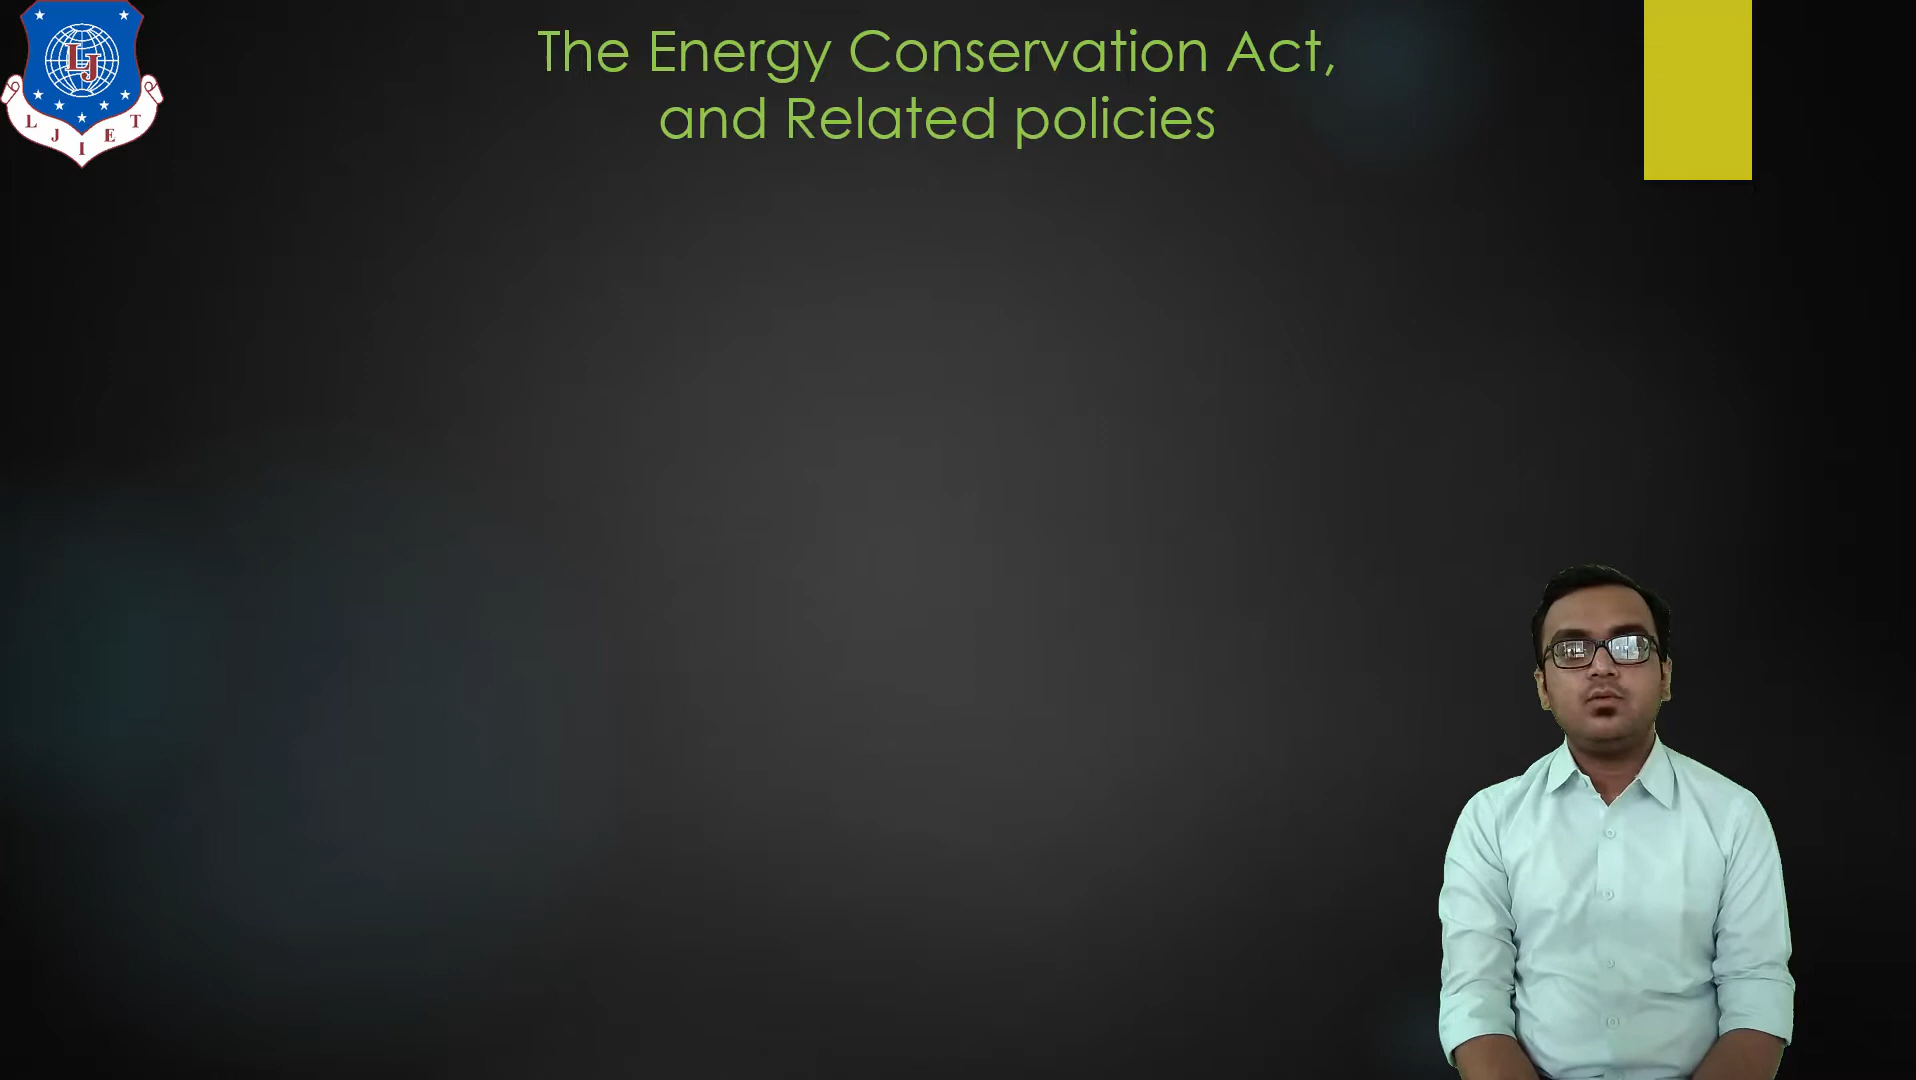 LJ
L J I E T
The Energy Conservation Act,
and Related policies